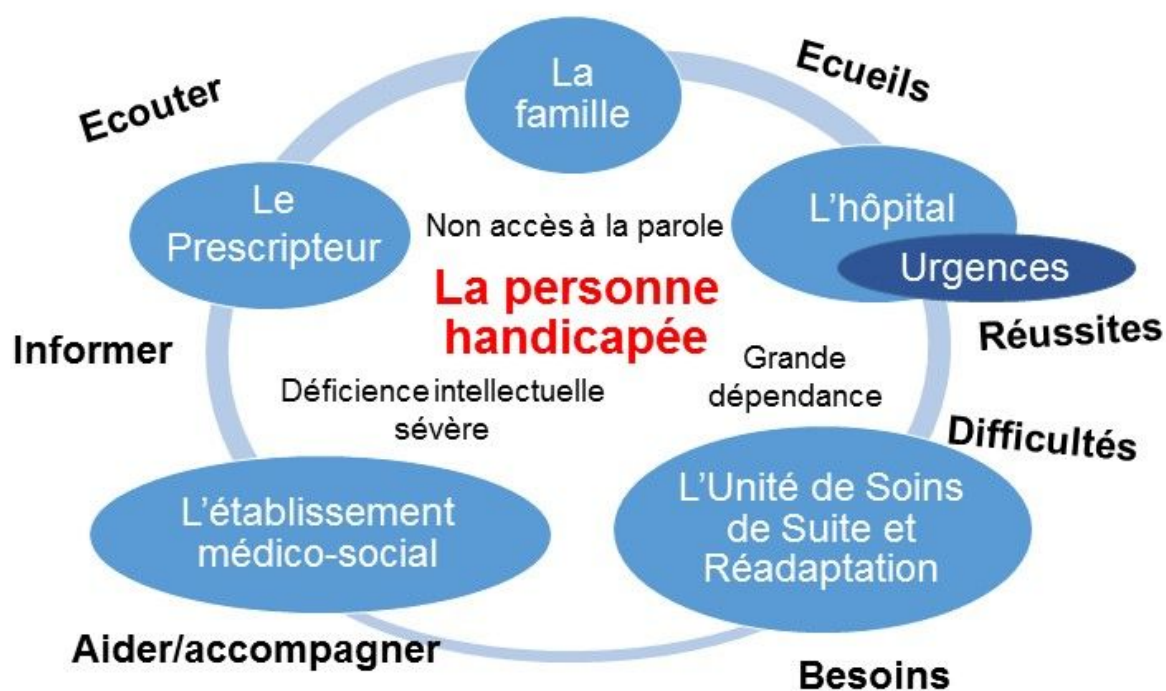 La
famille
Ecueils
Ecouter
Le
Prescripteur
L'hôpital
Urgences
Non accès à la parole
La personne
handicapée
Réussites
Informer
Grande
dépendance
Déficience intellectuelle
sévère
Difficultés
L'établissement
médico-social
L'Unité de Soins
de Suite et
Réadaptation
Aider/accompagner
Besoins